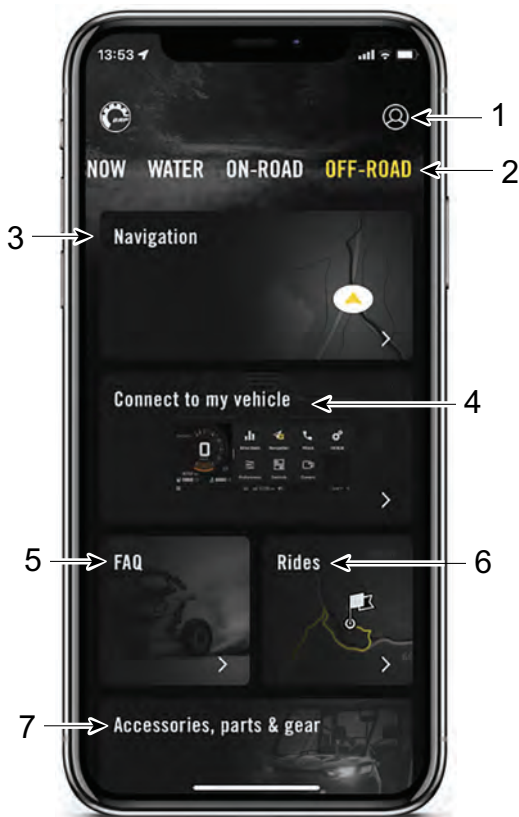 13:53
1
NOW WATER ON-ROAD OFF-ROAD
2
3
Navigation
Connect to my vehicle
4
0
5
FAQ
Rides
6
7
Accessories, parts & gear